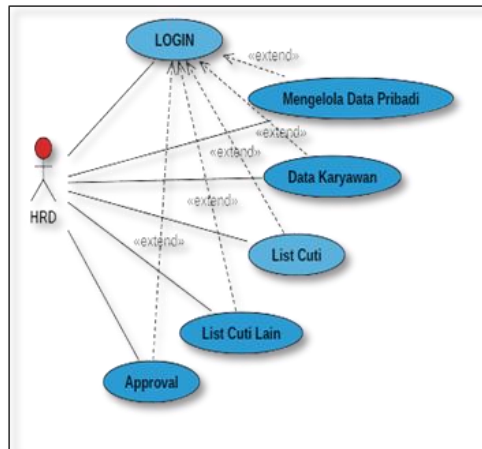 LOGIN
«extend»
Mengelola Data Pribadi
«extend»
HRD
«extend»
Data Karyawan
«extend»
List Cuti
List Cuti Lain
«extend»
Approval